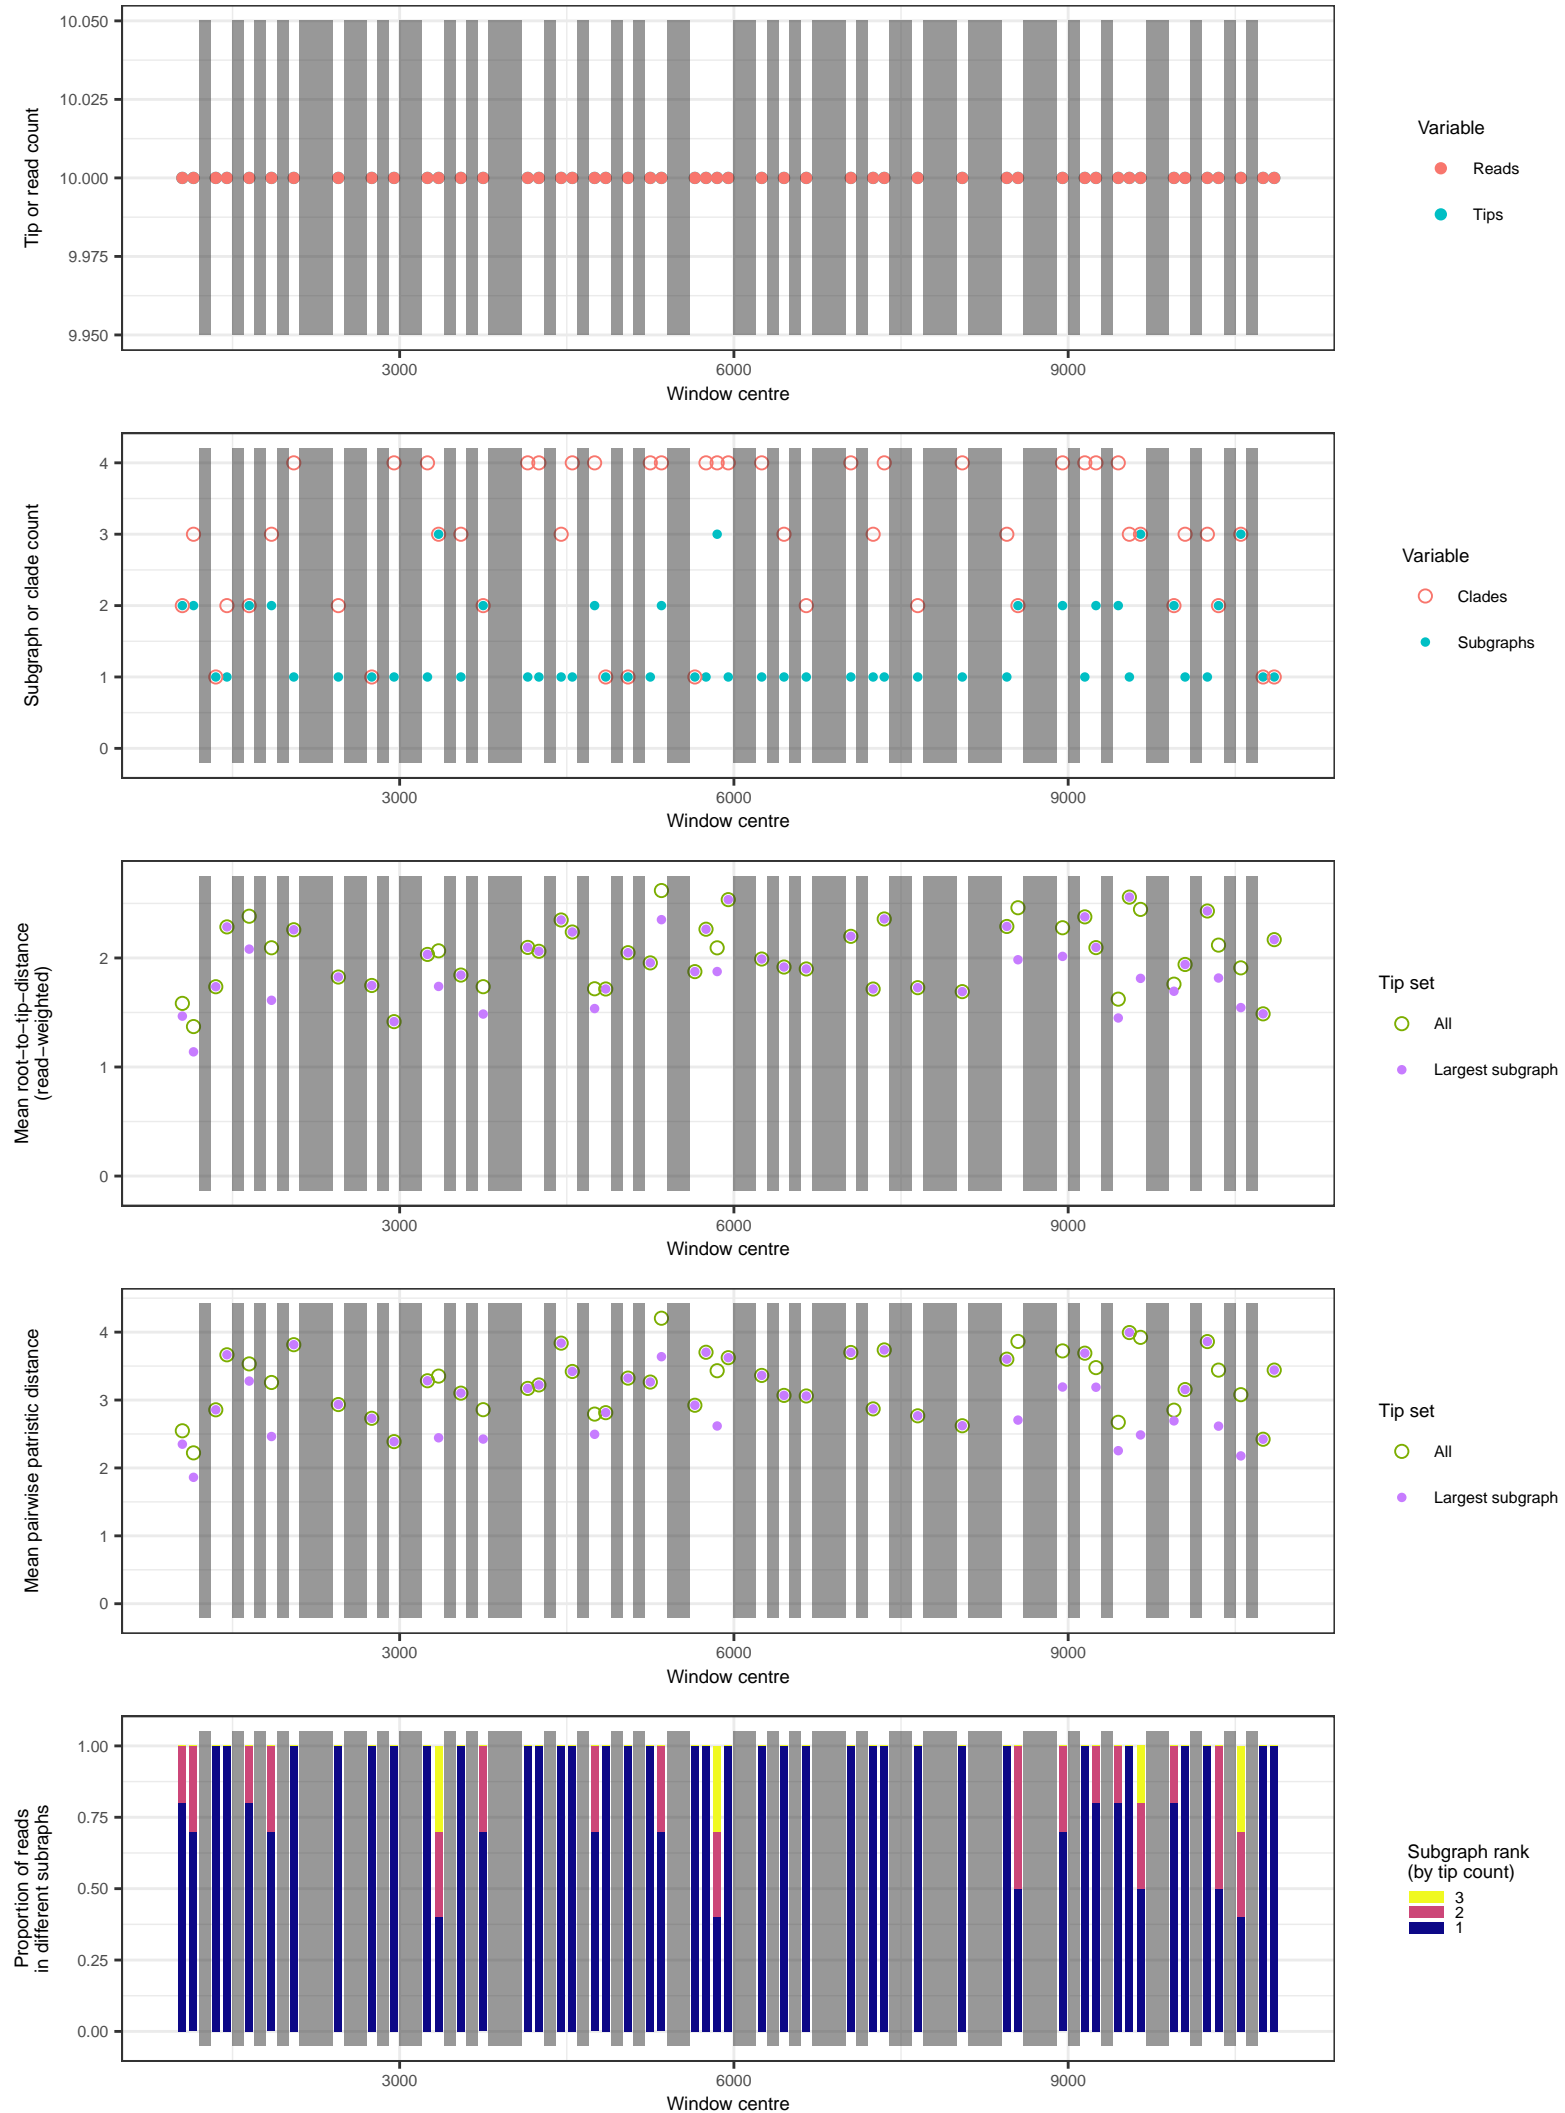 10.050
10.025
10.000
9.975
9.950
Tip or read count
3000
6000
9000
Window centre
Variable
Reads
Tips
4
3
2
1
0
Subgraph or clade count
3000
6000
9000
Window centre
Variable
Clades
Subgraphs
2
1
0
Mean root−to−tip−distance
(read−weighted)
3000
6000
9000
Window centre
Tip set
All
Largest subgraph
4
3
2
1
0
Mean pairwise patristic distance
3000
6000
9000
Window centre
Tip set
All
Largest subgraph
1.00
0.75
0.50
0.25
0.00
Proportion of reads
in different subraphs
3000
6000
9000
Window centre
Subgraph rank
(by tip count)
3
2
1